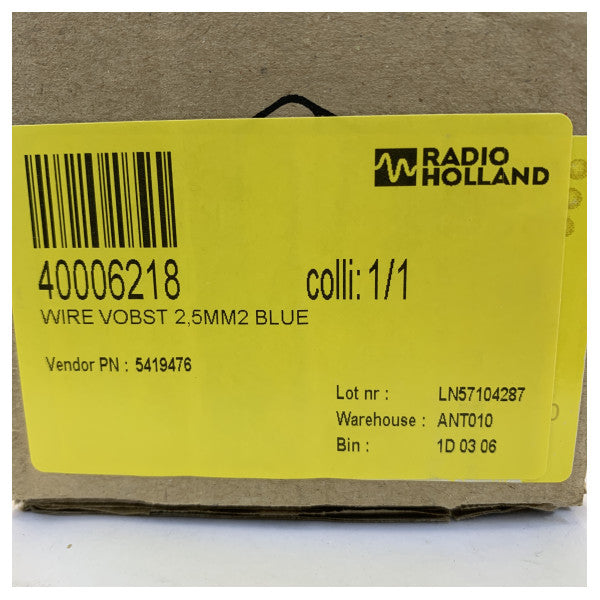 RADIO
HOLLAND
40006218 colli: 1/1
WIRE VOBST 2,5MM2 BLUE
Vendor PN : 5419476
Lot nr : LN57104287
Warehouse : ANT010
Bin : 1D 03 06